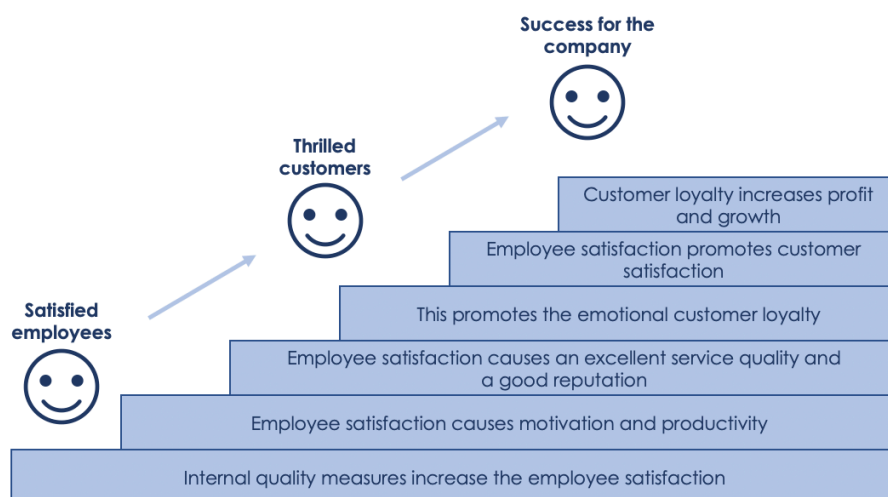 Success for the
company
Thrilled
customers
Satisfied
employees
Customer loyalty increases profit
and growth
Employee satisfaction promotes customer
satisfaction
This promotes the emotional customer loyalty
Employee satisfaction causes an excellent service quality and
a good reputation
Employee satisfaction causes motivation and productivity
Internal quality measures increase the employee satisfaction